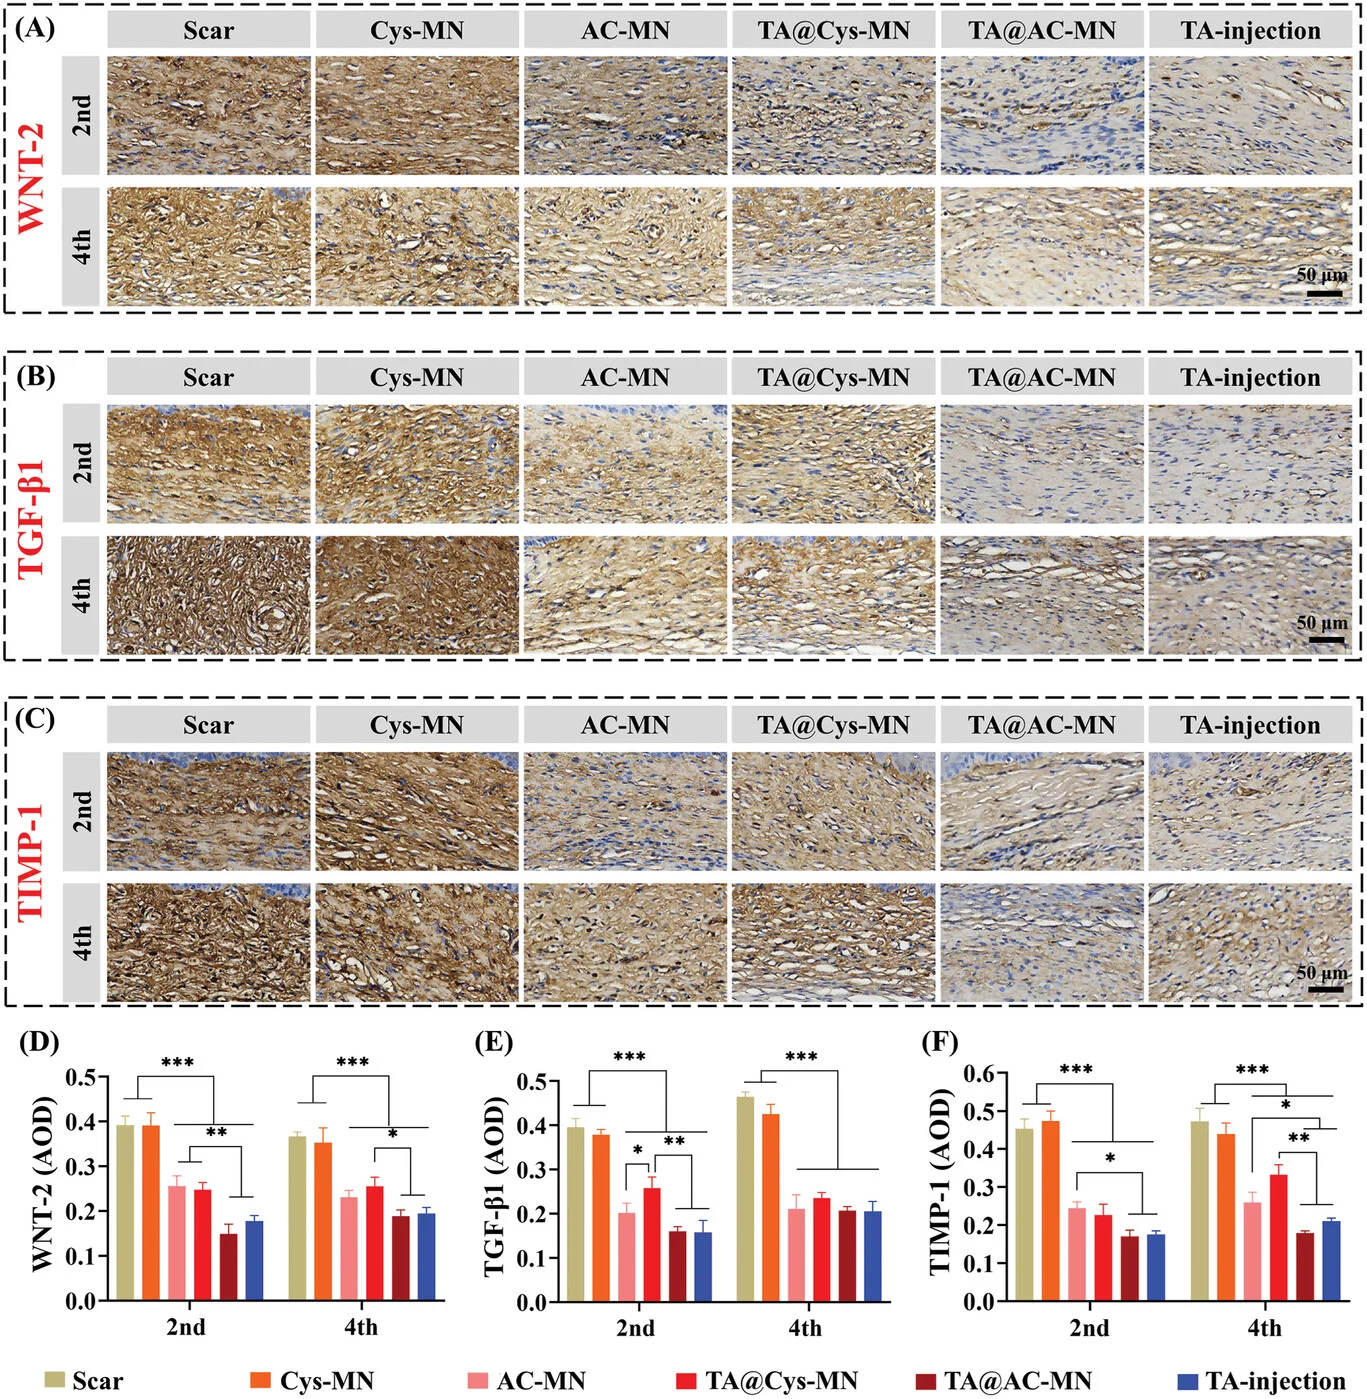 (A) Scar Cys-MN AC-MN TA@Cys-MN TA@AC-MN TA-injection
WNT-2
2nd
4th
50 μm
(B) Scar Cys-MN AC-MN TA@Cys-MN TA@AC-MN TA-injection
TGF-β1
2nd
4th
50 μm
(C) Scar Cys-MN AC-MN TA@Cys-MN TA@AC-MN TA-injection
TIMP-1
2nd
4th
50 μm
(D)
WNT-2 (AOD)
0.5
0.4
0.3
0.2
0.1
0.0
***
**
***
*
2nd 4th
(E)
TGF-β1 (AOD)
0.5
0.4
0.3
0.2
0.1
0.0
***
*
**
***
2nd 4th
(F)
TIMP-1 (AOD)
0.6
0.5
0.4
0.3
0.2
0.1
0.0
***
*
***
*
**
2nd 4th
Scar Cys-MN AC-MN TA@Cys-MN TA@AC-MN TA-injection